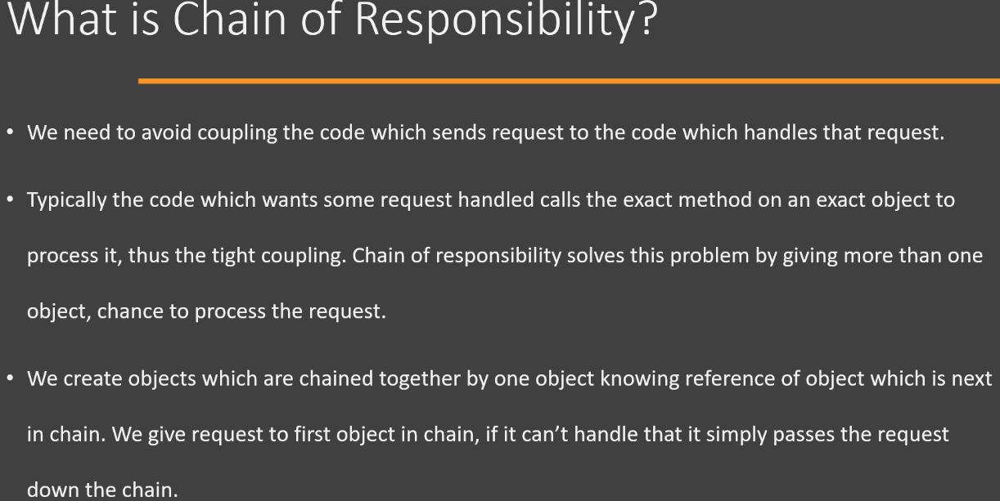 What is Chain of Responsibility?
• We need to avoid coupling the code which sends request to the code which handles that request.
• Typically the code which wants some request handled calls the exact method on an exact object to
process it, thus the tight coupling. Chain of responsibility solves this problem by giving more than one
object, chance to process the request.
• We create objects which are chained together by one object knowing reference of object which is next
in chain. We give request to first object in chain, if it can’t handle that it simply passes the request
down the chain.